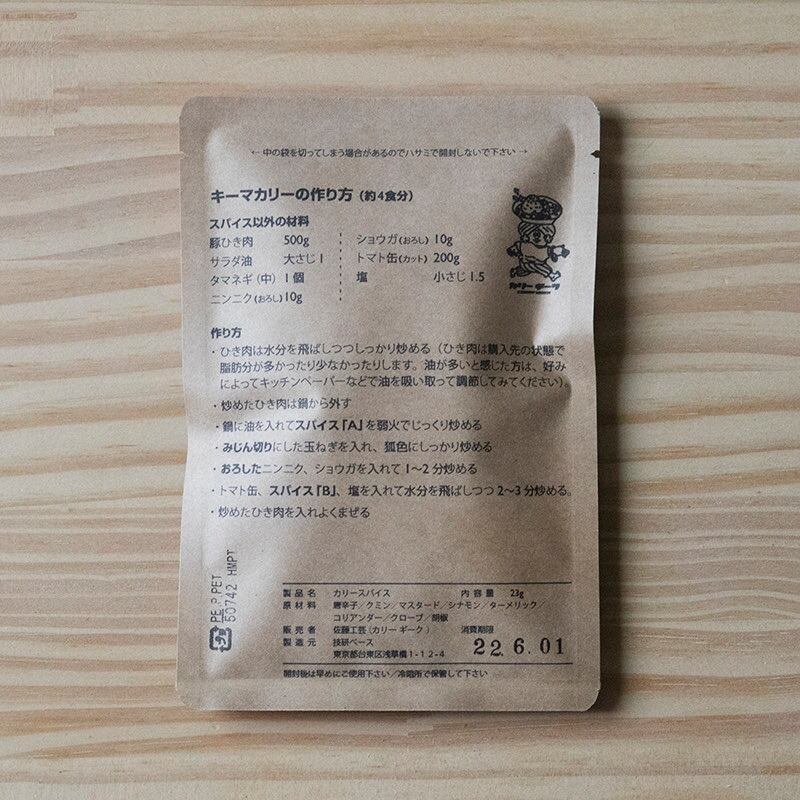 ← 中の袋を切ってしまう場合があるのでハサミで開封しないで下さい →
キーマカリーの作り方（約4食分）
スパイス以外の材料
豚ひき肉 500g
サラダ油 大さじ1
タマネギ（中）1個
ニンニク(おろし)10g
ショウガ(おろし) 10g
トマト缶(カット) 200g
塩 小さじ1.5
カリーギーク
作り方
・ひき肉は水分を飛ばしつつしっかり炒める（ひき肉は購入先の状態で
脂肪分が多かったり少なかったりします。油が多いと感じた方は、好み
によってキッチンペーパーなどで油を吸い取って調節してみてください）
・炒めたひき肉は鍋から外す
・鍋に油を入れてスパイス「A」を弱火でじっくり炒める
・みじん切りにした玉ねぎを入れ、狐色にしっかり炒める
・おろしたニンニク、ショウガを入れて 1〜2分炒める
・トマト缶、スパイス「B」、塩を入れて水分を飛ばしつつ 2〜3分炒める。
・炒めたひき肉を入れよくまぜる
PE,P,PET
50742 HMPT
製品名 カリースパイス 内容量 23g
原材料 唐辛子／クミン／マスタード／シナモン／ターメリック／
コリアンダー／クローブ／胡椒
販売者 佐藤工芸（カリーギーク） 消費期限
製造元 技研ベース 22.6.01
東京都台東区浅草橋1-12-4
開封後は早めにご使用下さい／冷暗所で保管して下さい